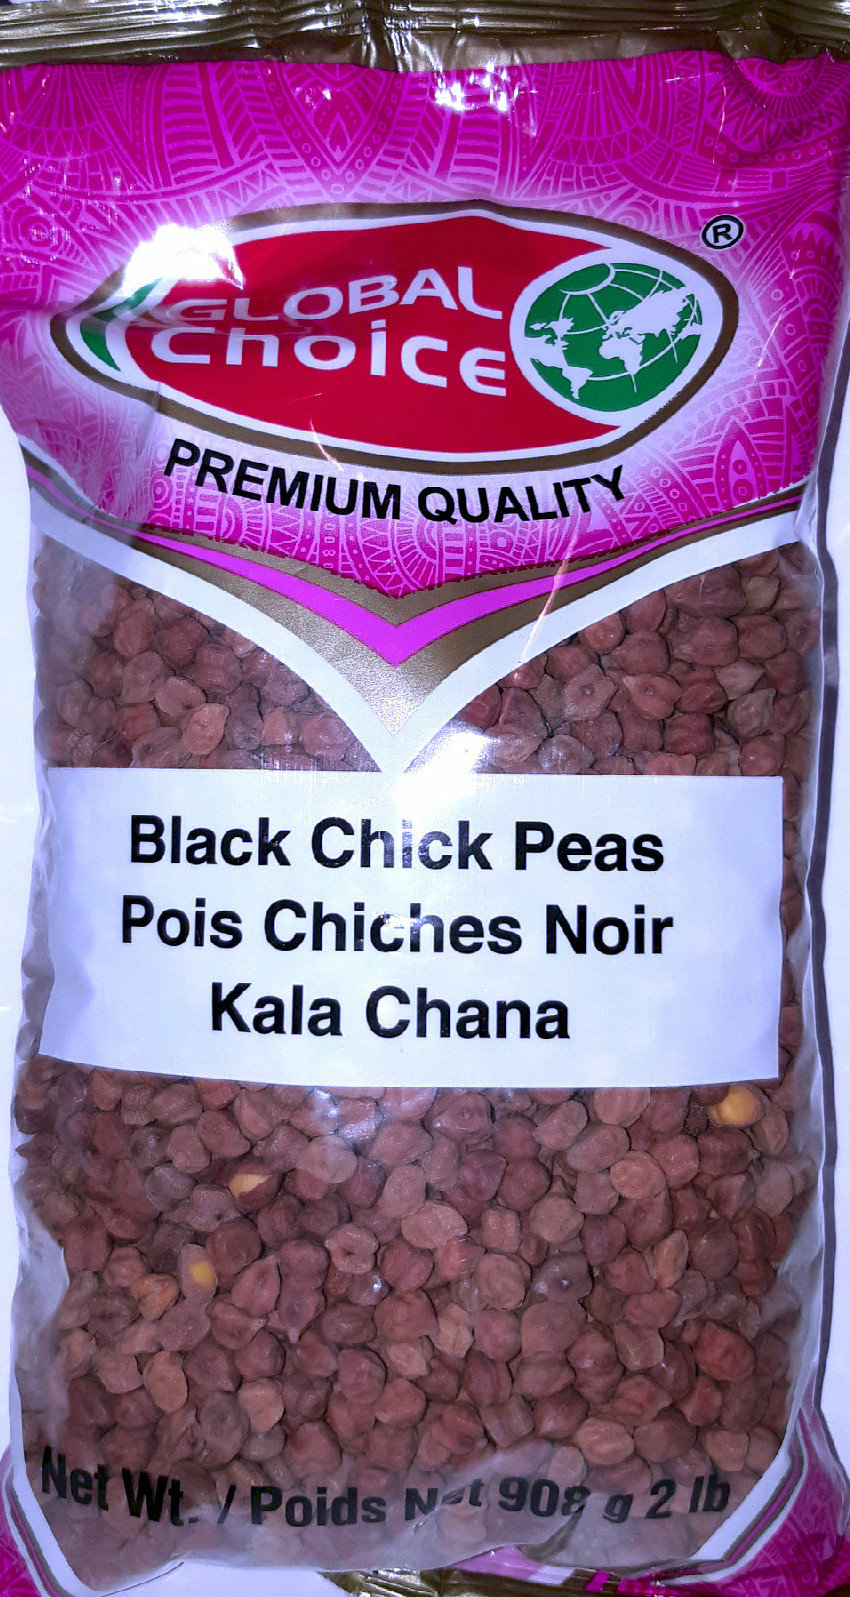 GLOBAL
Choice
®
PREMIUM QUALITY
Black Chick Peas
Pois Chiches Noir
Kala Chana
Net Wt. / Poids Net 908 g 2 lb